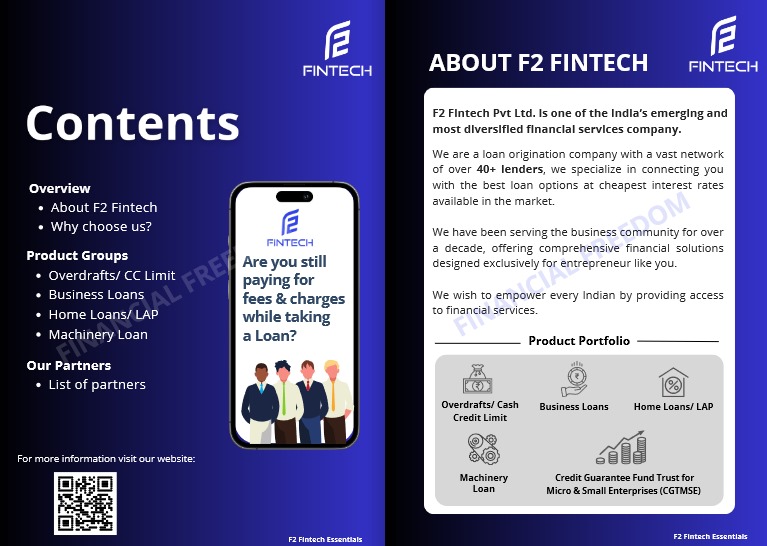 FINTECH
Contents
Overview
• About F2 Fintech
• Why choose us?
Product Groups
• Overdrafts/ CC Limit
• Business Loans
• Home Loans/ LAP
• Machinery Loan
Our Partners
• List of partners
FINTECH
Are you still
paying for
fees & charges
while taking
a Loan?
FINANCIAL FREE
For more information visit our website:
F2 Fintech Essentials
FINTECH
ABOUT F2 FINTECH
F2 Fintech Pvt Ltd. is one of the India's emerging and
most diversified financial services company.
We are a loan origination company with a vast network
of over 40+ lenders, we specialize in connecting you
with the best loan options at cheapest interest rates
available in the market.
We have been serving the business community for over
a decade, offering comprehensive financial solutions
designed exclusively for entrepreneur like you.
We wish to empower every Indian by providing access
to financial services.
FINANCIAL FREEDOM
Product Portfolio
Overdrafts/ Cash
Credit Limit
Business Loans
Home Loans/ LAP
Machinery
Loan
Credit Guarantee Fund Trust for
Micro & Small Enterprises (CGTMSE)
F2 Fintech Essentials